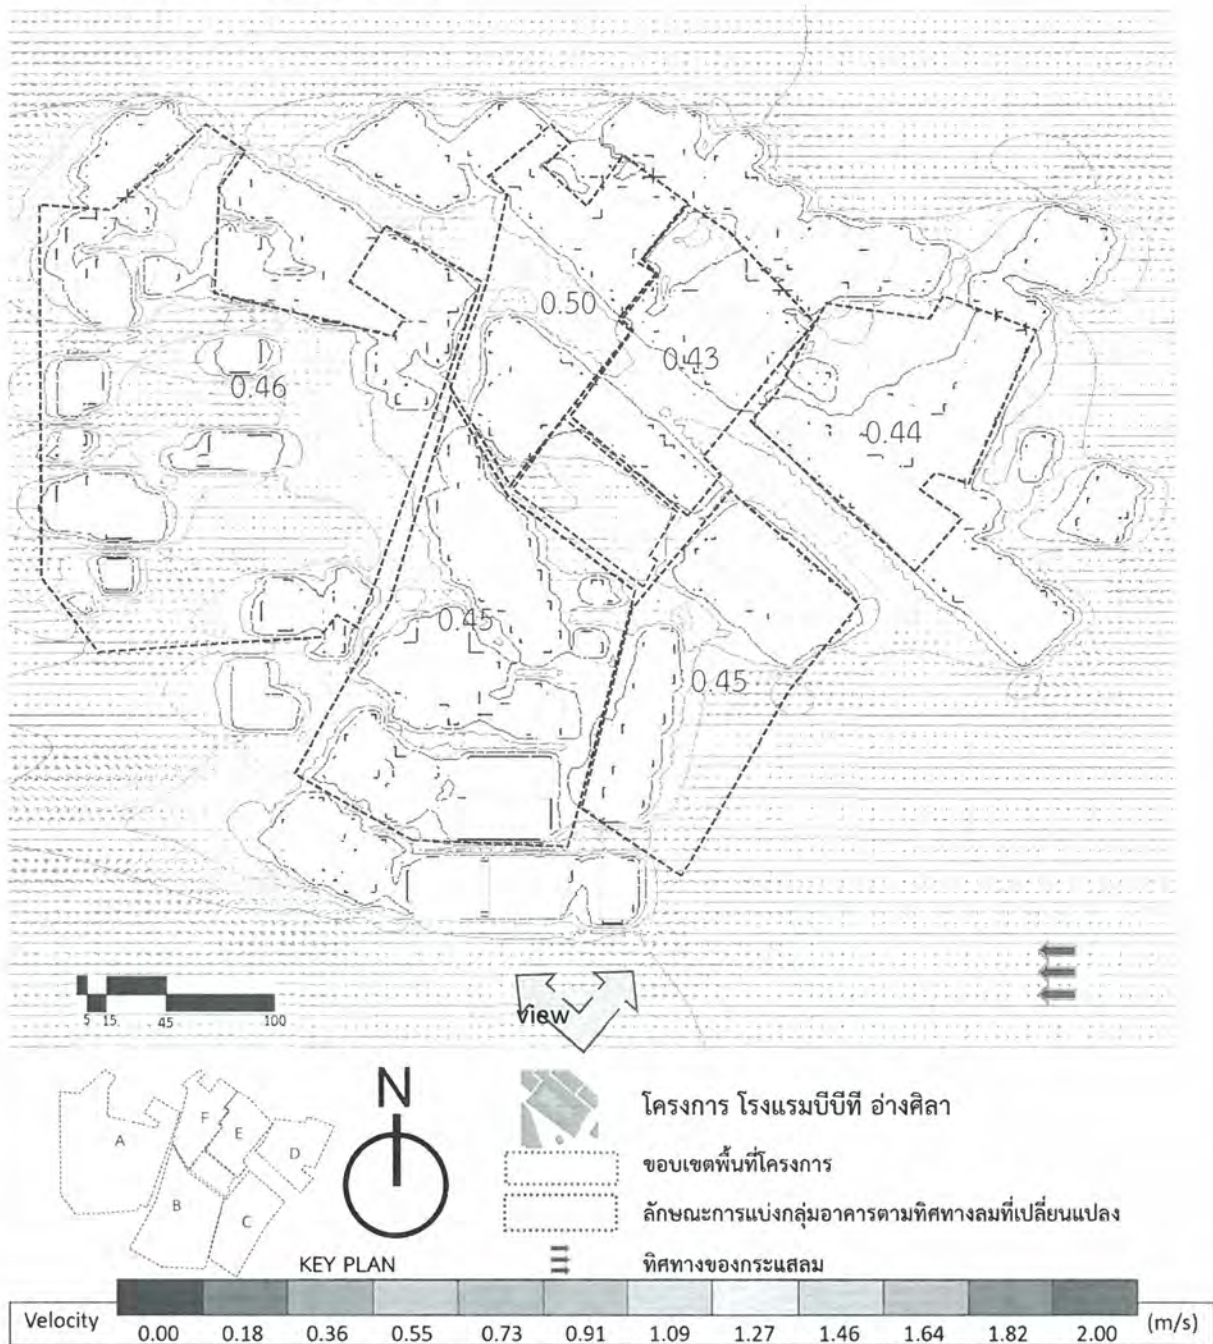 0.50
0.43
0.46
0.44
0.45
0.45
5 15 45 100
view
A
F
E
D
B
C
KEY PLAN
N
โครงการ โรงแรมบีบีที อ่างศิลา
ขอบเขตพื้นที่โครงการ
ลักษณะการแบ่งกลุ่มอาคารตามทิศทางลมที่เปลี่ยนแปลง
ทิศทางของกระแสลม
Velocity 0.00 0.18 0.36 0.55 0.73 0.91 1.09 1.27 1.46 1.64 1.82 2.00 (m/s)